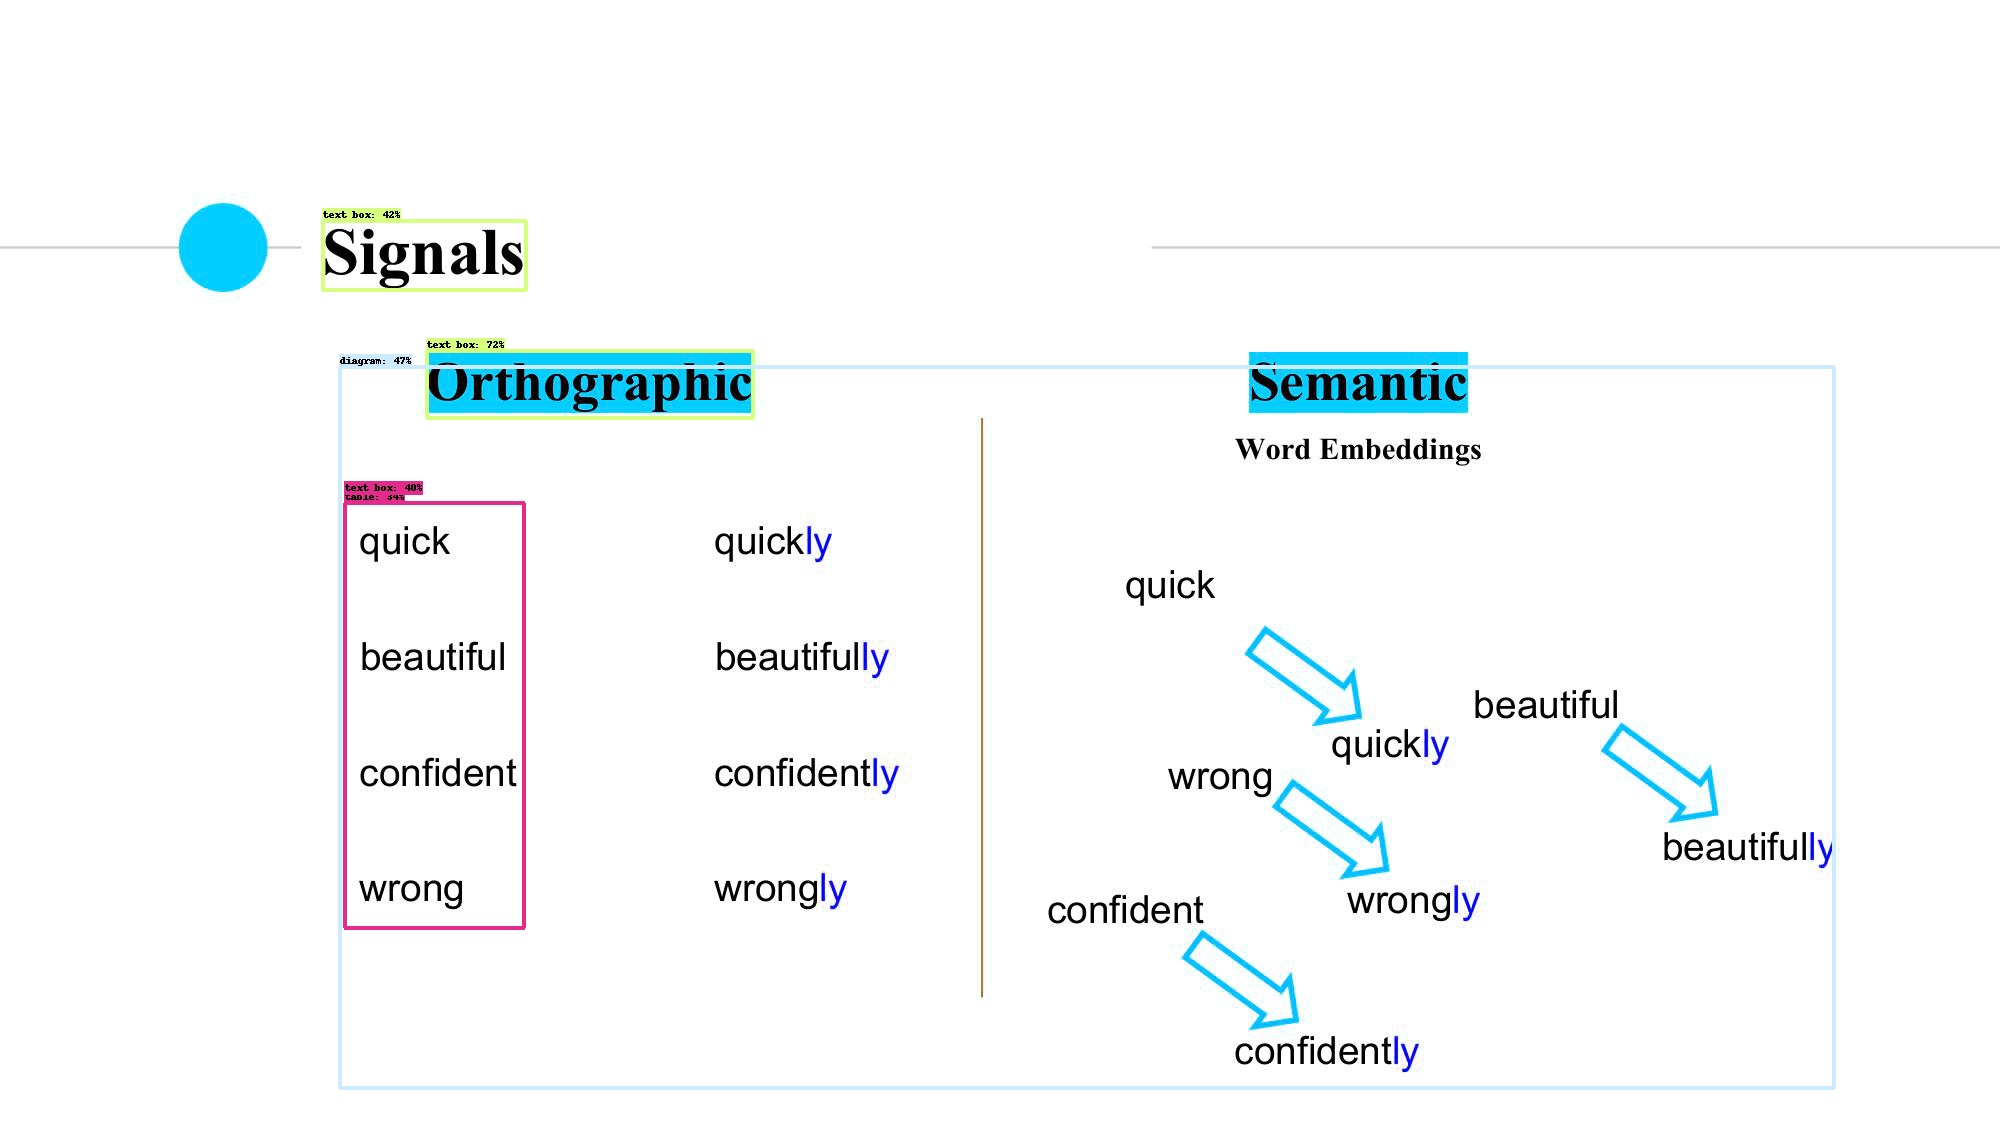 text box: 42%
Signals
text box: 72%
diagram: 47%
Orthographic
Semantic
Word Embeddings
text box: 40%
table: 34%
quick quickly
beautiful beautifully
confident confidently
wrong wrongly
quick
quickly
beautiful
beautifully
wrong
wrongly
confident
confidently